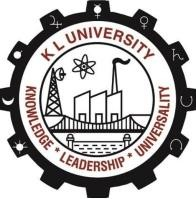 K L UNIVERSITY
KNOWLEDGE * LEADERSHIP * UNIVERSALITY